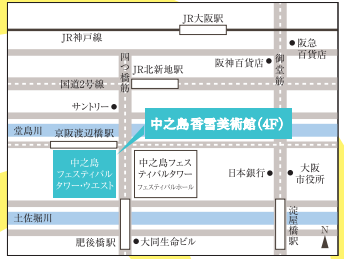 JR大阪駅
JR神戸線
四つ橋筋
御堂筋
阪急
百貨店
阪神百貨店
JR北新地駅
国道2号線
サントリー
中之島香雪美術館(4F)
堂島川
京阪渡辺橋駅
中之島
フェスティバル
タワー・ウエスト
中之島フェス
ティバルタワー
フェスティバルホール
日本銀行
大阪
市役所
土佐堀川
肥後橋駅
大同生命ビル
淀屋橋駅
N